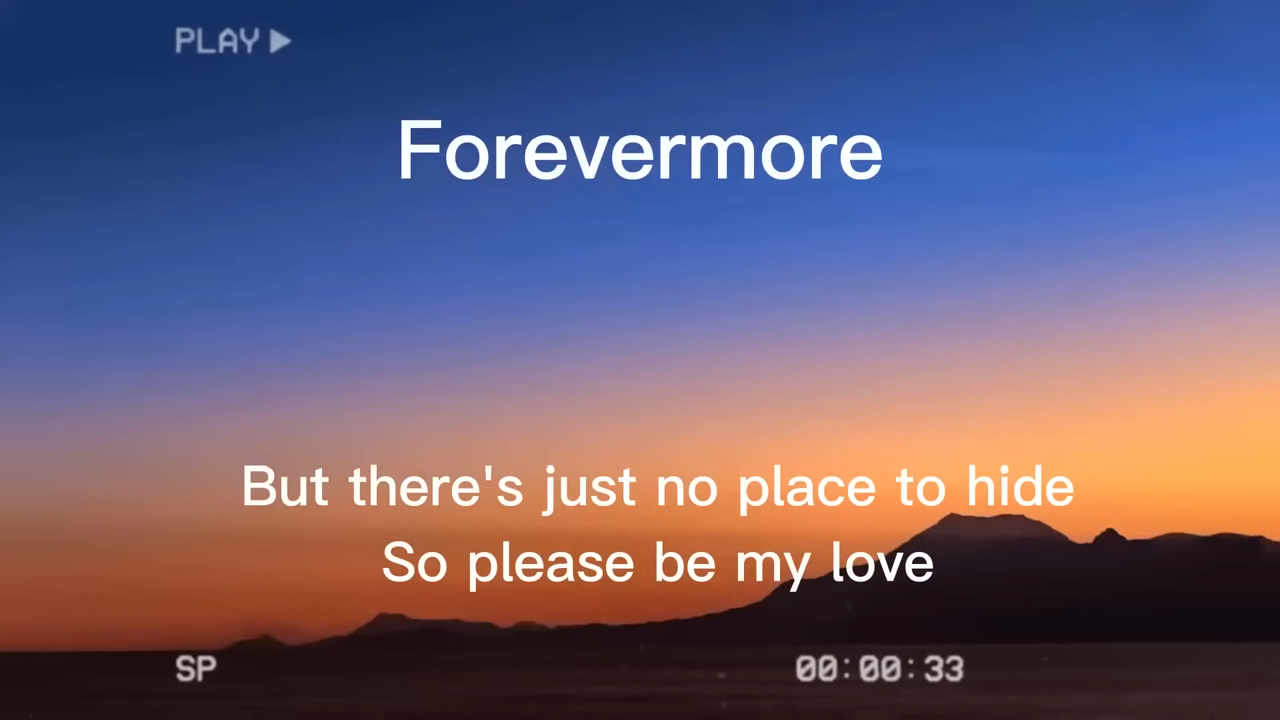 PLAY ▶
Forevermore
But there's just no place to hide
So please be my love
SP
00:00:33